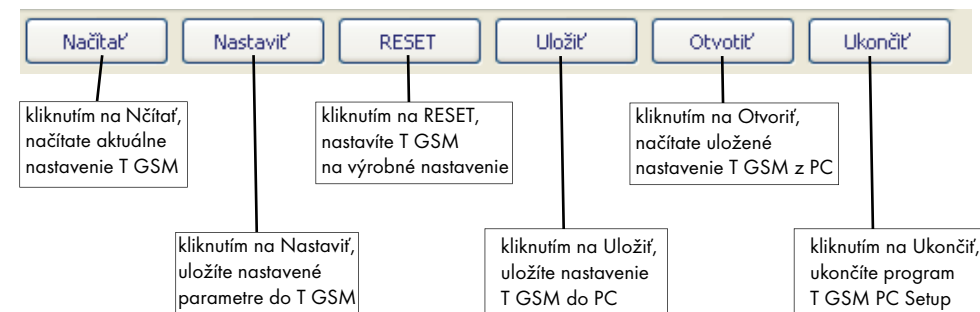 Načítať Nastaviť RESET Uložiť Otvotiť Ukončiť
kliknutím na Nčítať,
načítate aktuálne
nastavenie T GSM
kliknutím na RESET,
nastavíte T GSM
na výrobné nastavenie
kliknutím na Otvoriť,
načítate uložené
nastavenie T GSM z PC
kliknutím na Nastaviť,
uložíte nastavené
parametre do T GSM
kliknutím na Uložiť,
uložíte nastavenie
T GSM do PC
kliknutím na Ukončiť,
ukončíte program
T GSM PC Setup